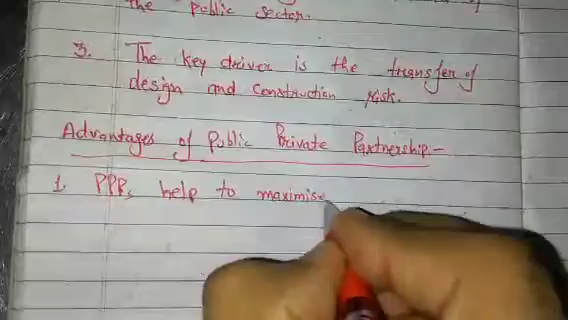 the public sector.
3. The key driver is the transfer of
design and construction risk.
Advantages of Public Private Partnership -
1. PPPs help to maximise